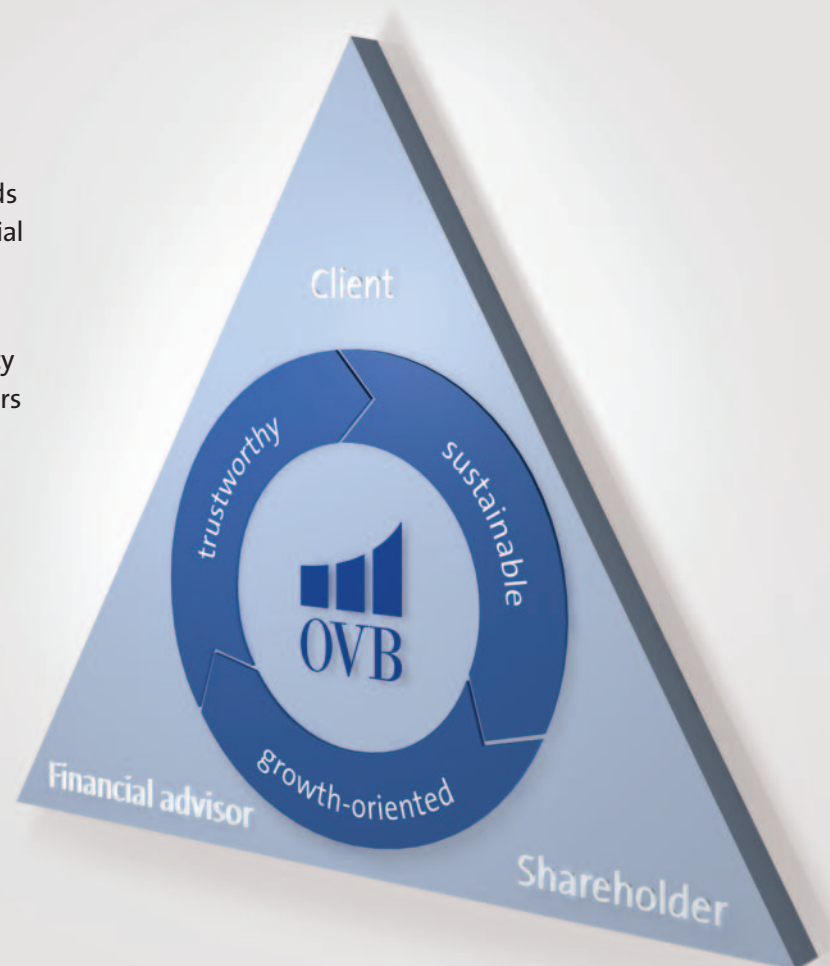 Client
trustworthy
sustainable
OVB
growth-oriented
Financial advisor
Shareholder